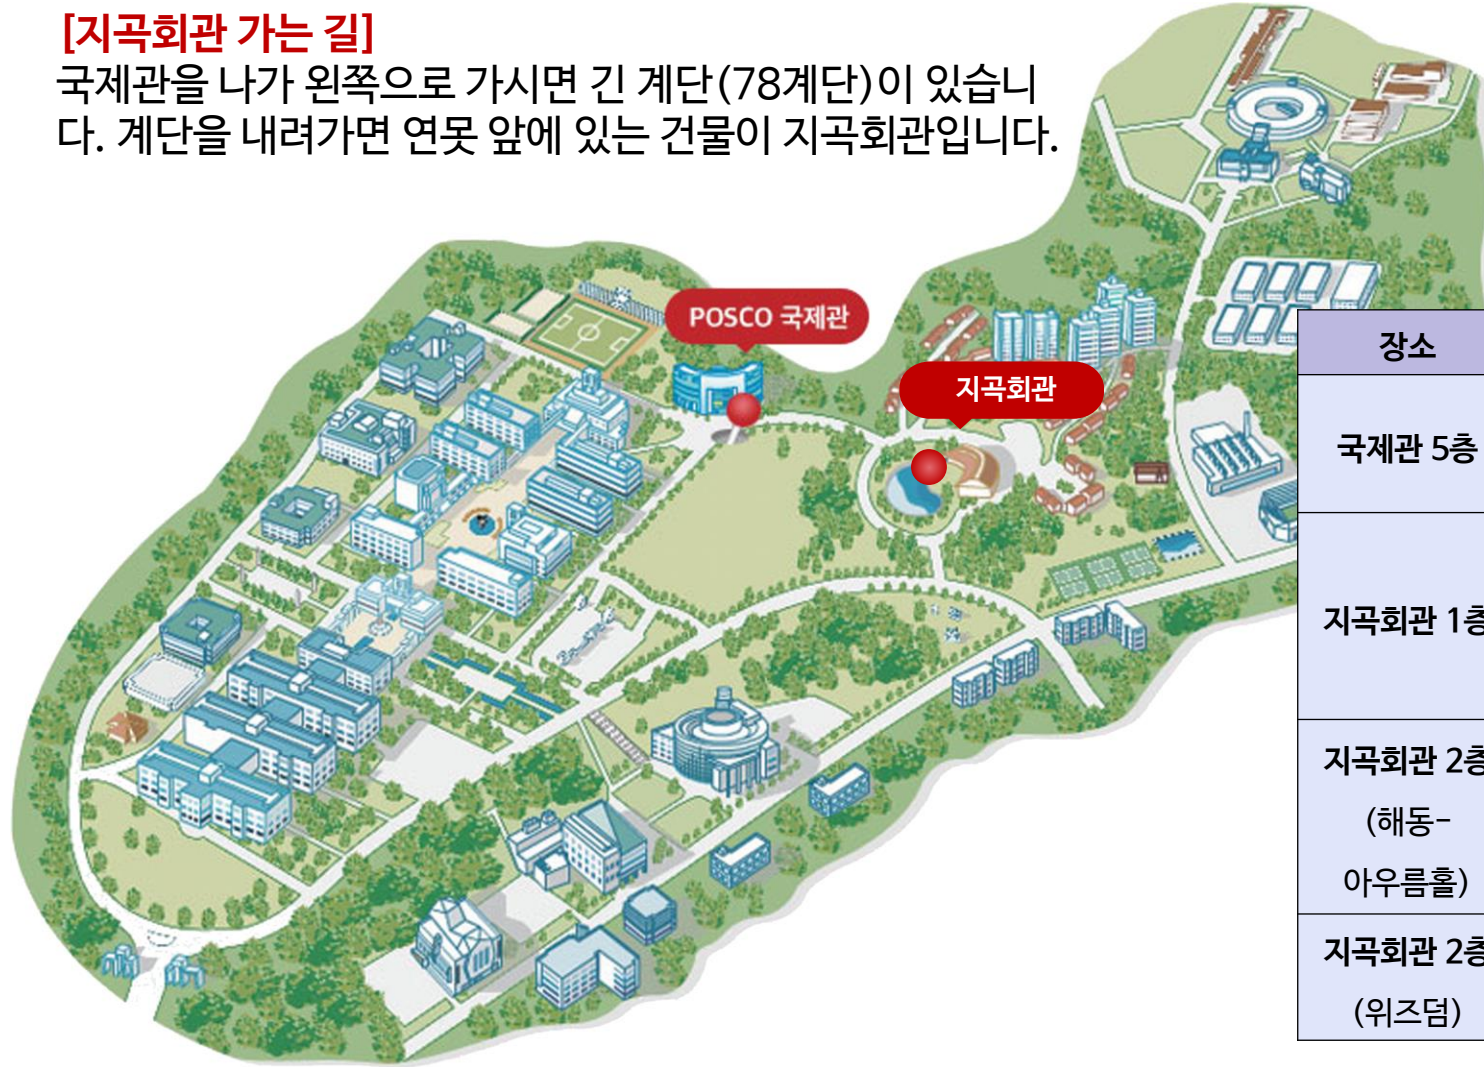 [지곡회관 가는 길]
국제관을 나가 왼쪽으로 가시면 긴 계단(78계단)이 있습니
다. 계단을 내려가면 연못 앞에 있는 건물이 지곡회관입니다.
POSCO 국제관
지곡회관
장소
국제관 5층
지곡회관 1층
지곡회관 2층
(해동-
아우름홀)
지곡회관 2층
(위즈덤)